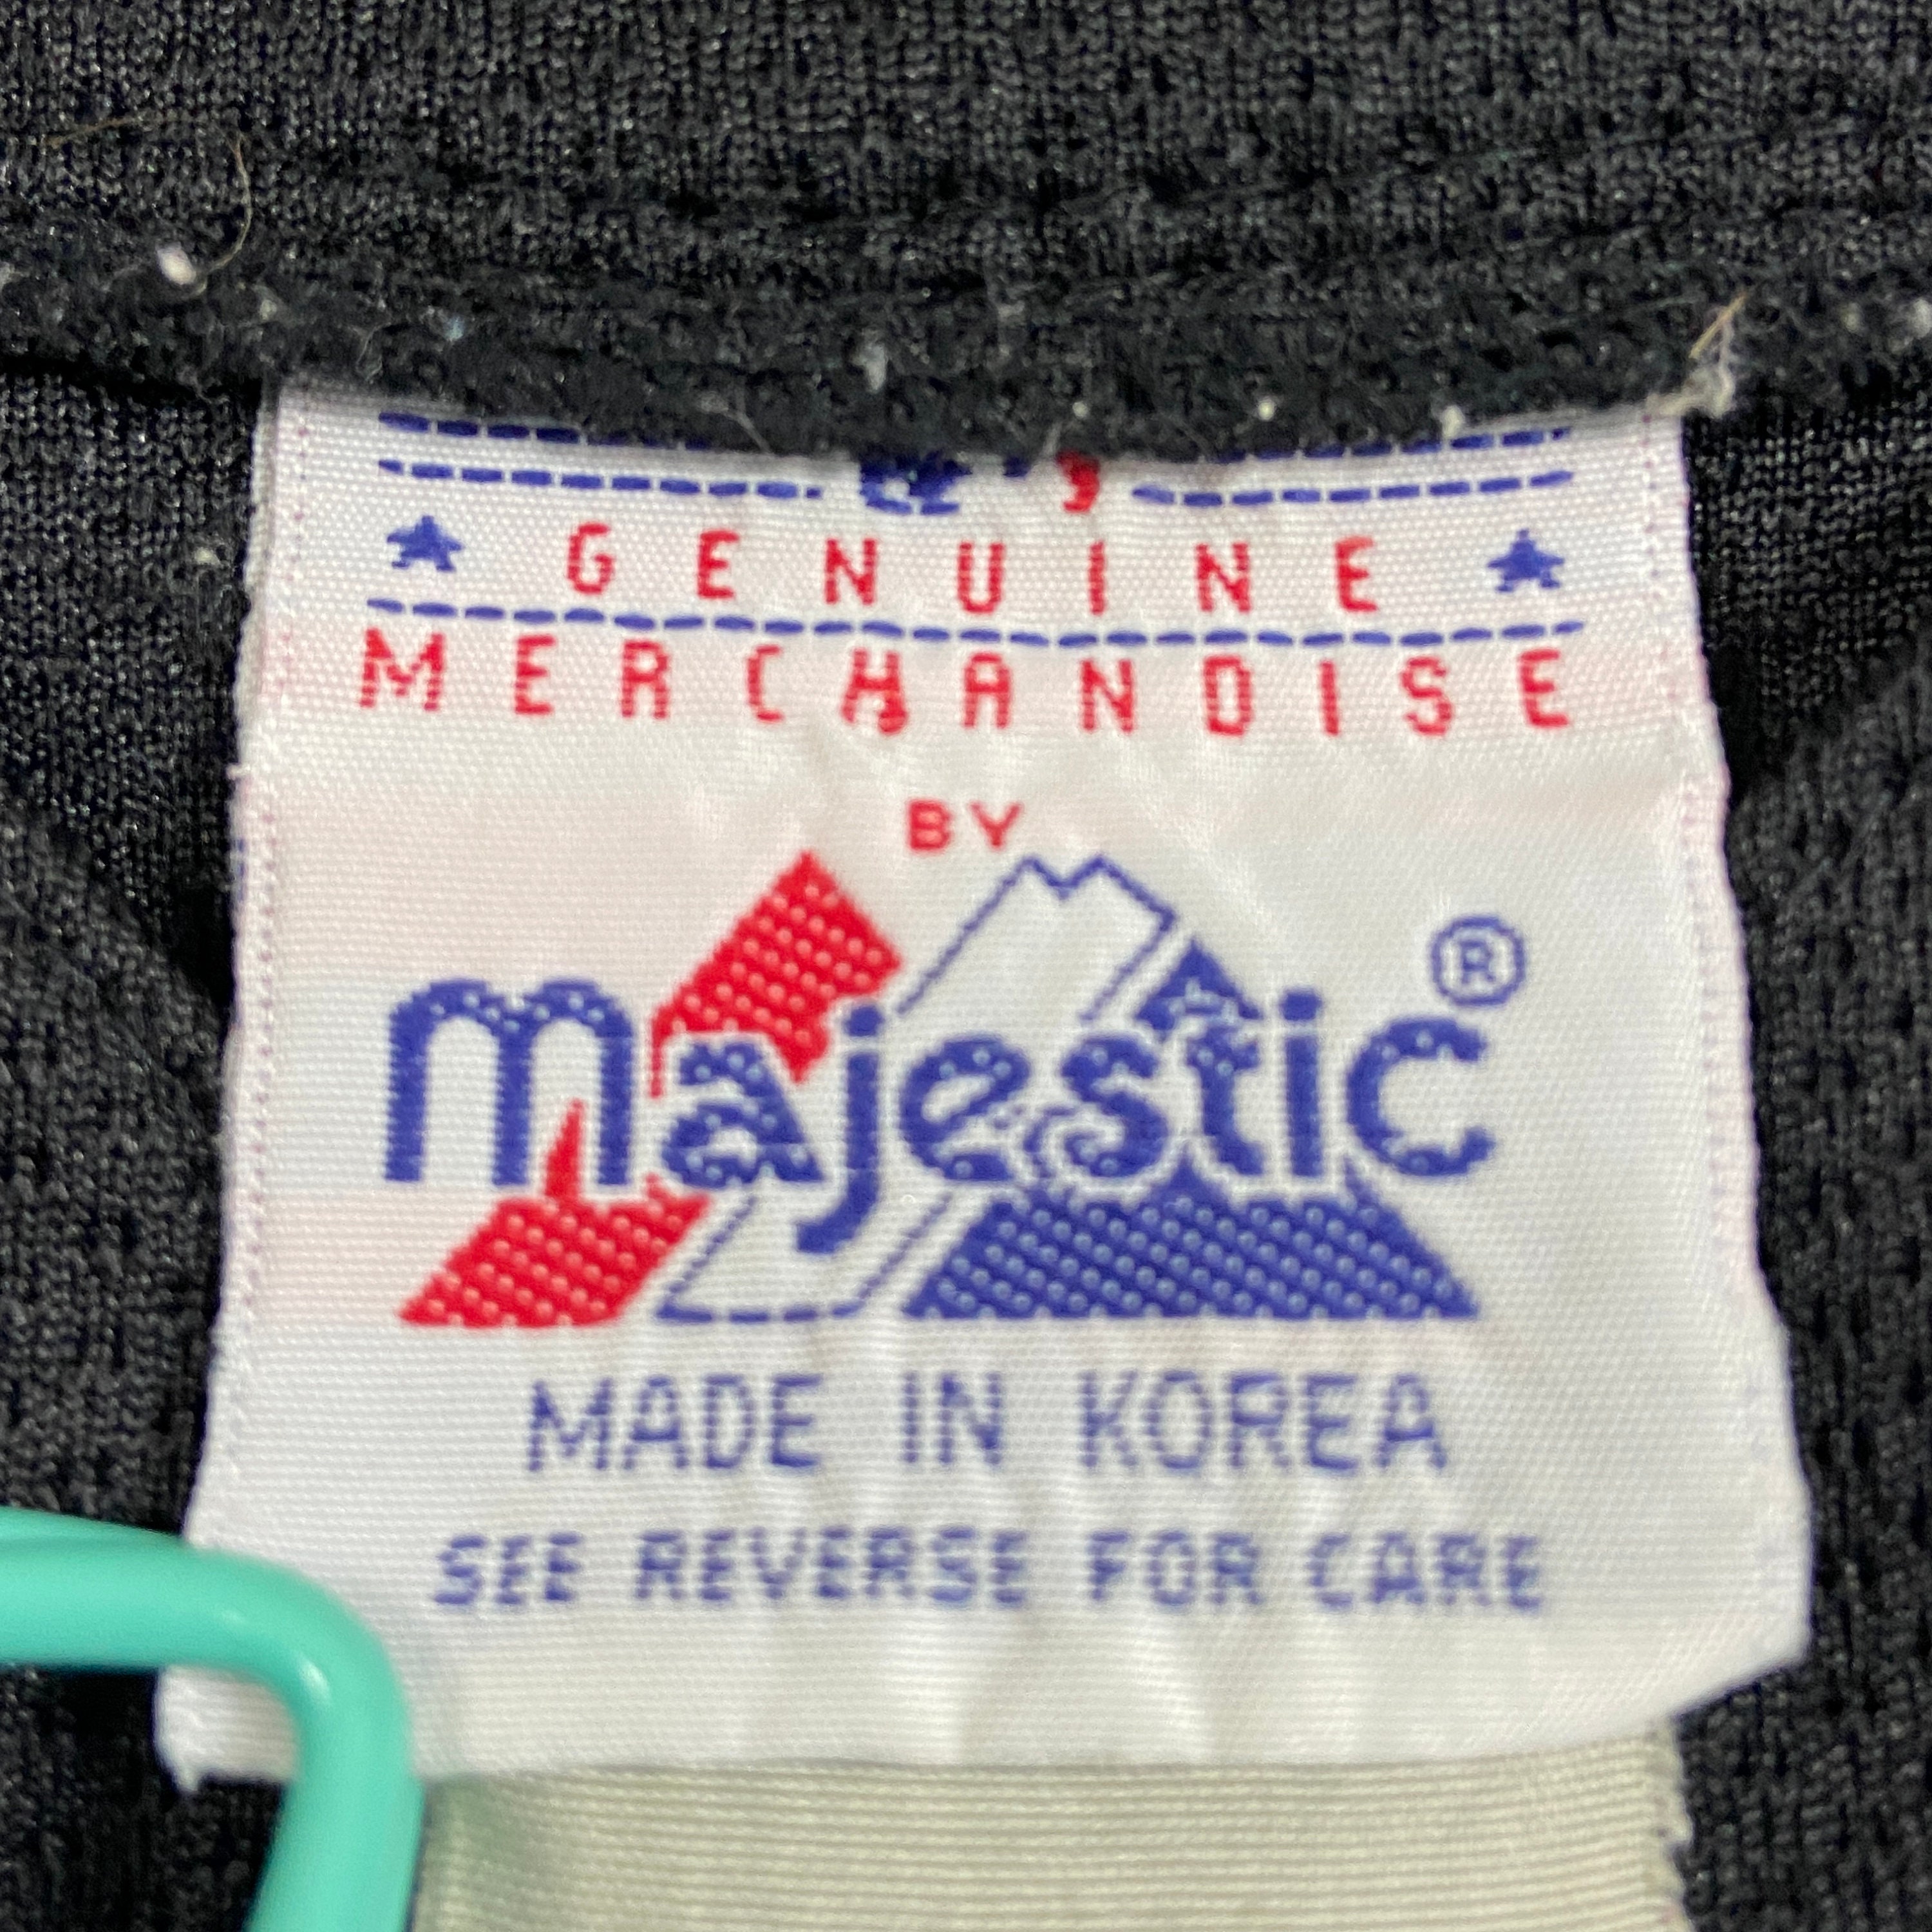 GENUINE
MERCHANDISE
BY
majestic ®
MADE IN KOREA
SEE REVERSE FOR CARE